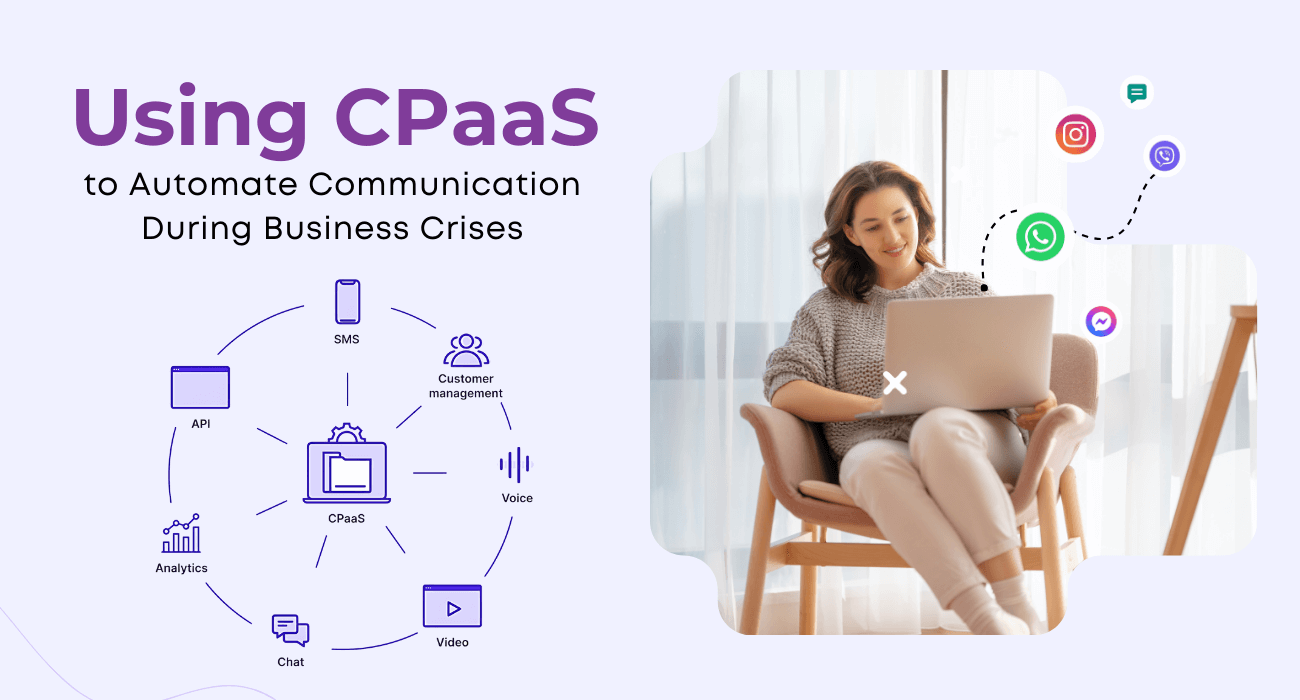 Using CPaaS
to Automate Communication
During Business Crises
SMS
Customer
management
API
Voice
CPaaS
Analytics
Video
Chat